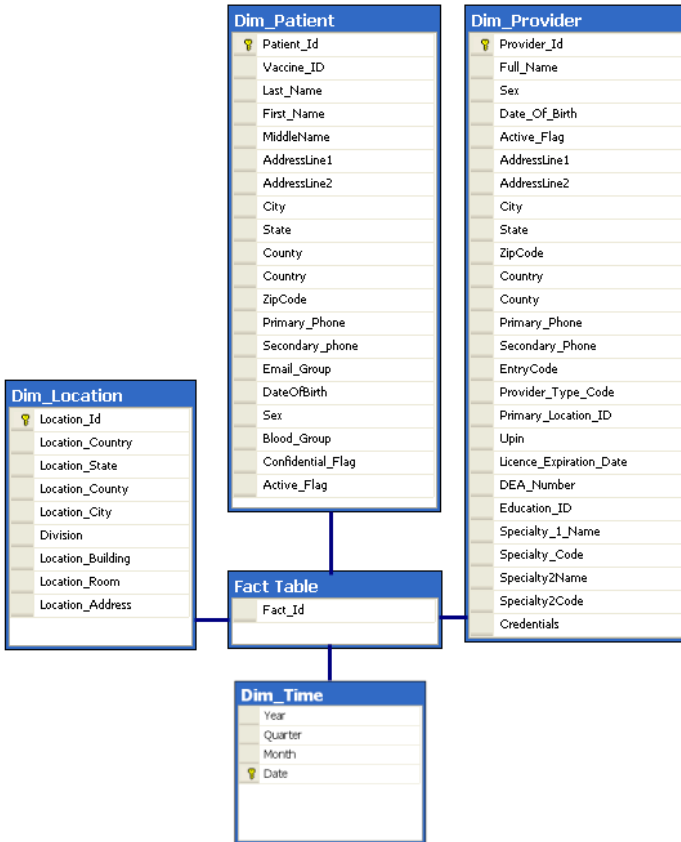 Dim_Patient
Patient_Id
Vaccine_ID
Last_Name
First_Name
MiddleName
AddressLine1
AddressLine2
City
State
County
Country
ZipCode
Primary_Phone
Secondary_phone
Email_Group
DateOfBirth
Sex
Blood_Group
Confidential_Flag
Active_Flag
Dim_Provider
Provider_Id
Full_Name
Sex
Date_Of_Birth
Active_Flag
AddressLine1
AddressLine2
City
State
ZipCode
Country
County
Primary_Phone
Secondary_Phone
EntryCode
Provider_Type_Code
Primary_Location_ID
Upin
Licence_Expiration_Date
DEA_Number
Education_ID
Specialty_1_Name
Specialty_Code
Specialty2Name
Specialty2Code
Credentials
Dim_Location
Location_Id
Location_Country
Location_State
Location_County
Location_City
Division
Location_Building
Location_Room
Location_Address
Fact Table
Fact_Id
Dim_Time
Year
Quarter
Month
Date